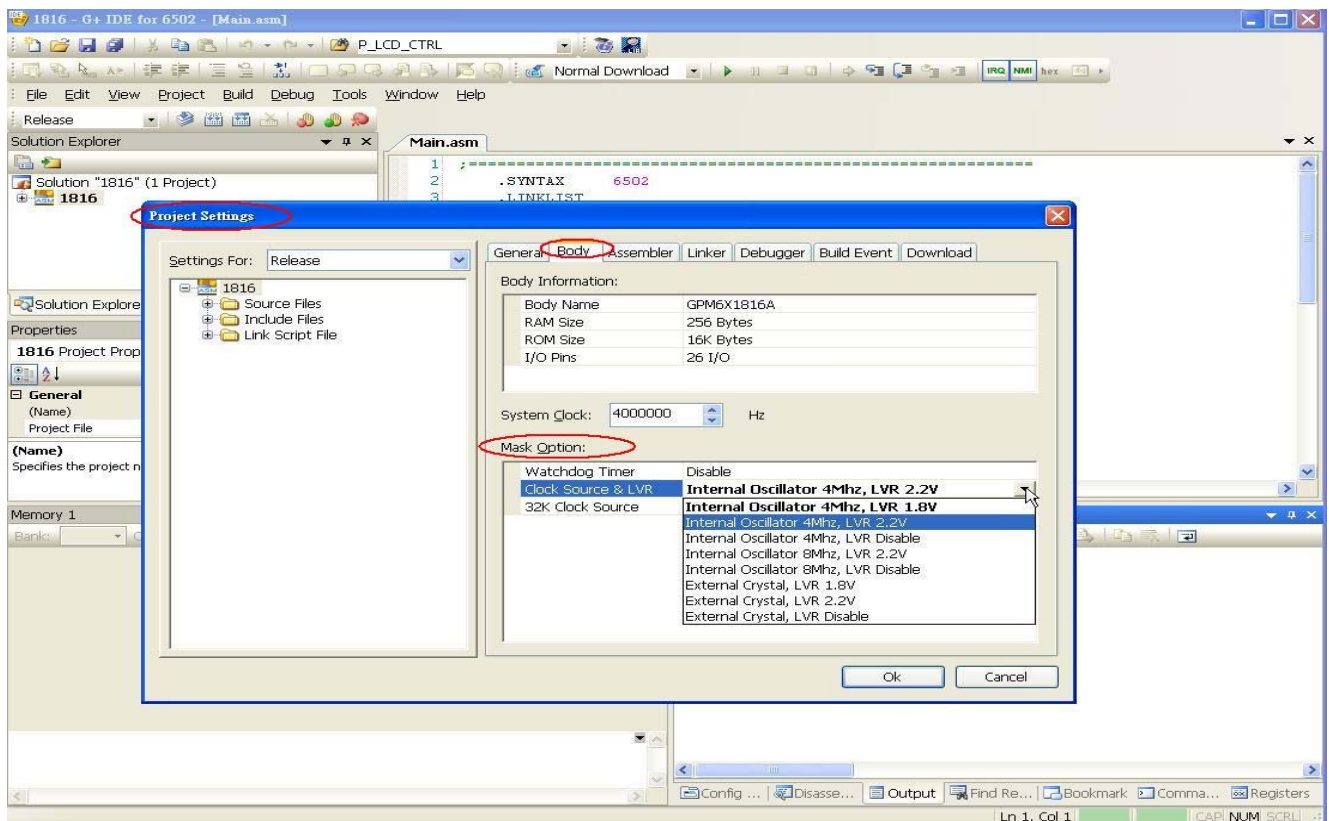 1816 - G+ IDE for 6502 - [Main.asm]
P_LCD_CTRL
Normal Download
IRQ NMI hex
File Edit View Project Build Debug Tools Window Help
Release
Solution Explorer
Main.asm
Solution "1816" (1 Project)
1816
1 ;============================================================
2 .SYNTAX 6502
3 .LINKLIST
Project Settings
Settings For: Release
1816
Source Files
Include Files
Link Script File
General Body Assembler Linker Debugger Build Event Download
Body Information:
Body Name GPM6X1816A
RAM Size 256 Bytes
ROM Size 16K Bytes
I/O Pins 26 I/O
System Clock: 4000000 Hz
Mask Option:
Watchdog Timer Disable
Clock Source & LVR Internal Oscillator 4Mhz, LVR 2.2V
32K Clock Source
Internal Oscillator 4Mhz, LVR 1.8V
Internal Oscillator 4Mhz, LVR 2.2V
Internal Oscillator 4Mhz, LVR Disable
Internal Oscillator 8Mhz, LVR 2.2V
Internal Oscillator 8Mhz, LVR Disable
External Crystal, LVR 1.8V
External Crystal, LVR 2.2V
External Crystal, LVR Disable
Ok Cancel
Solution Explore
Properties
1816 Project Prop
General
(Name)
Project File
(Name)
Specifies the project n
Memory 1
Bank:
Config ... Disasse... Output Find Re... Bookmark Comma... Registers
Ln 1, Col 1 CAP NUM SCRL